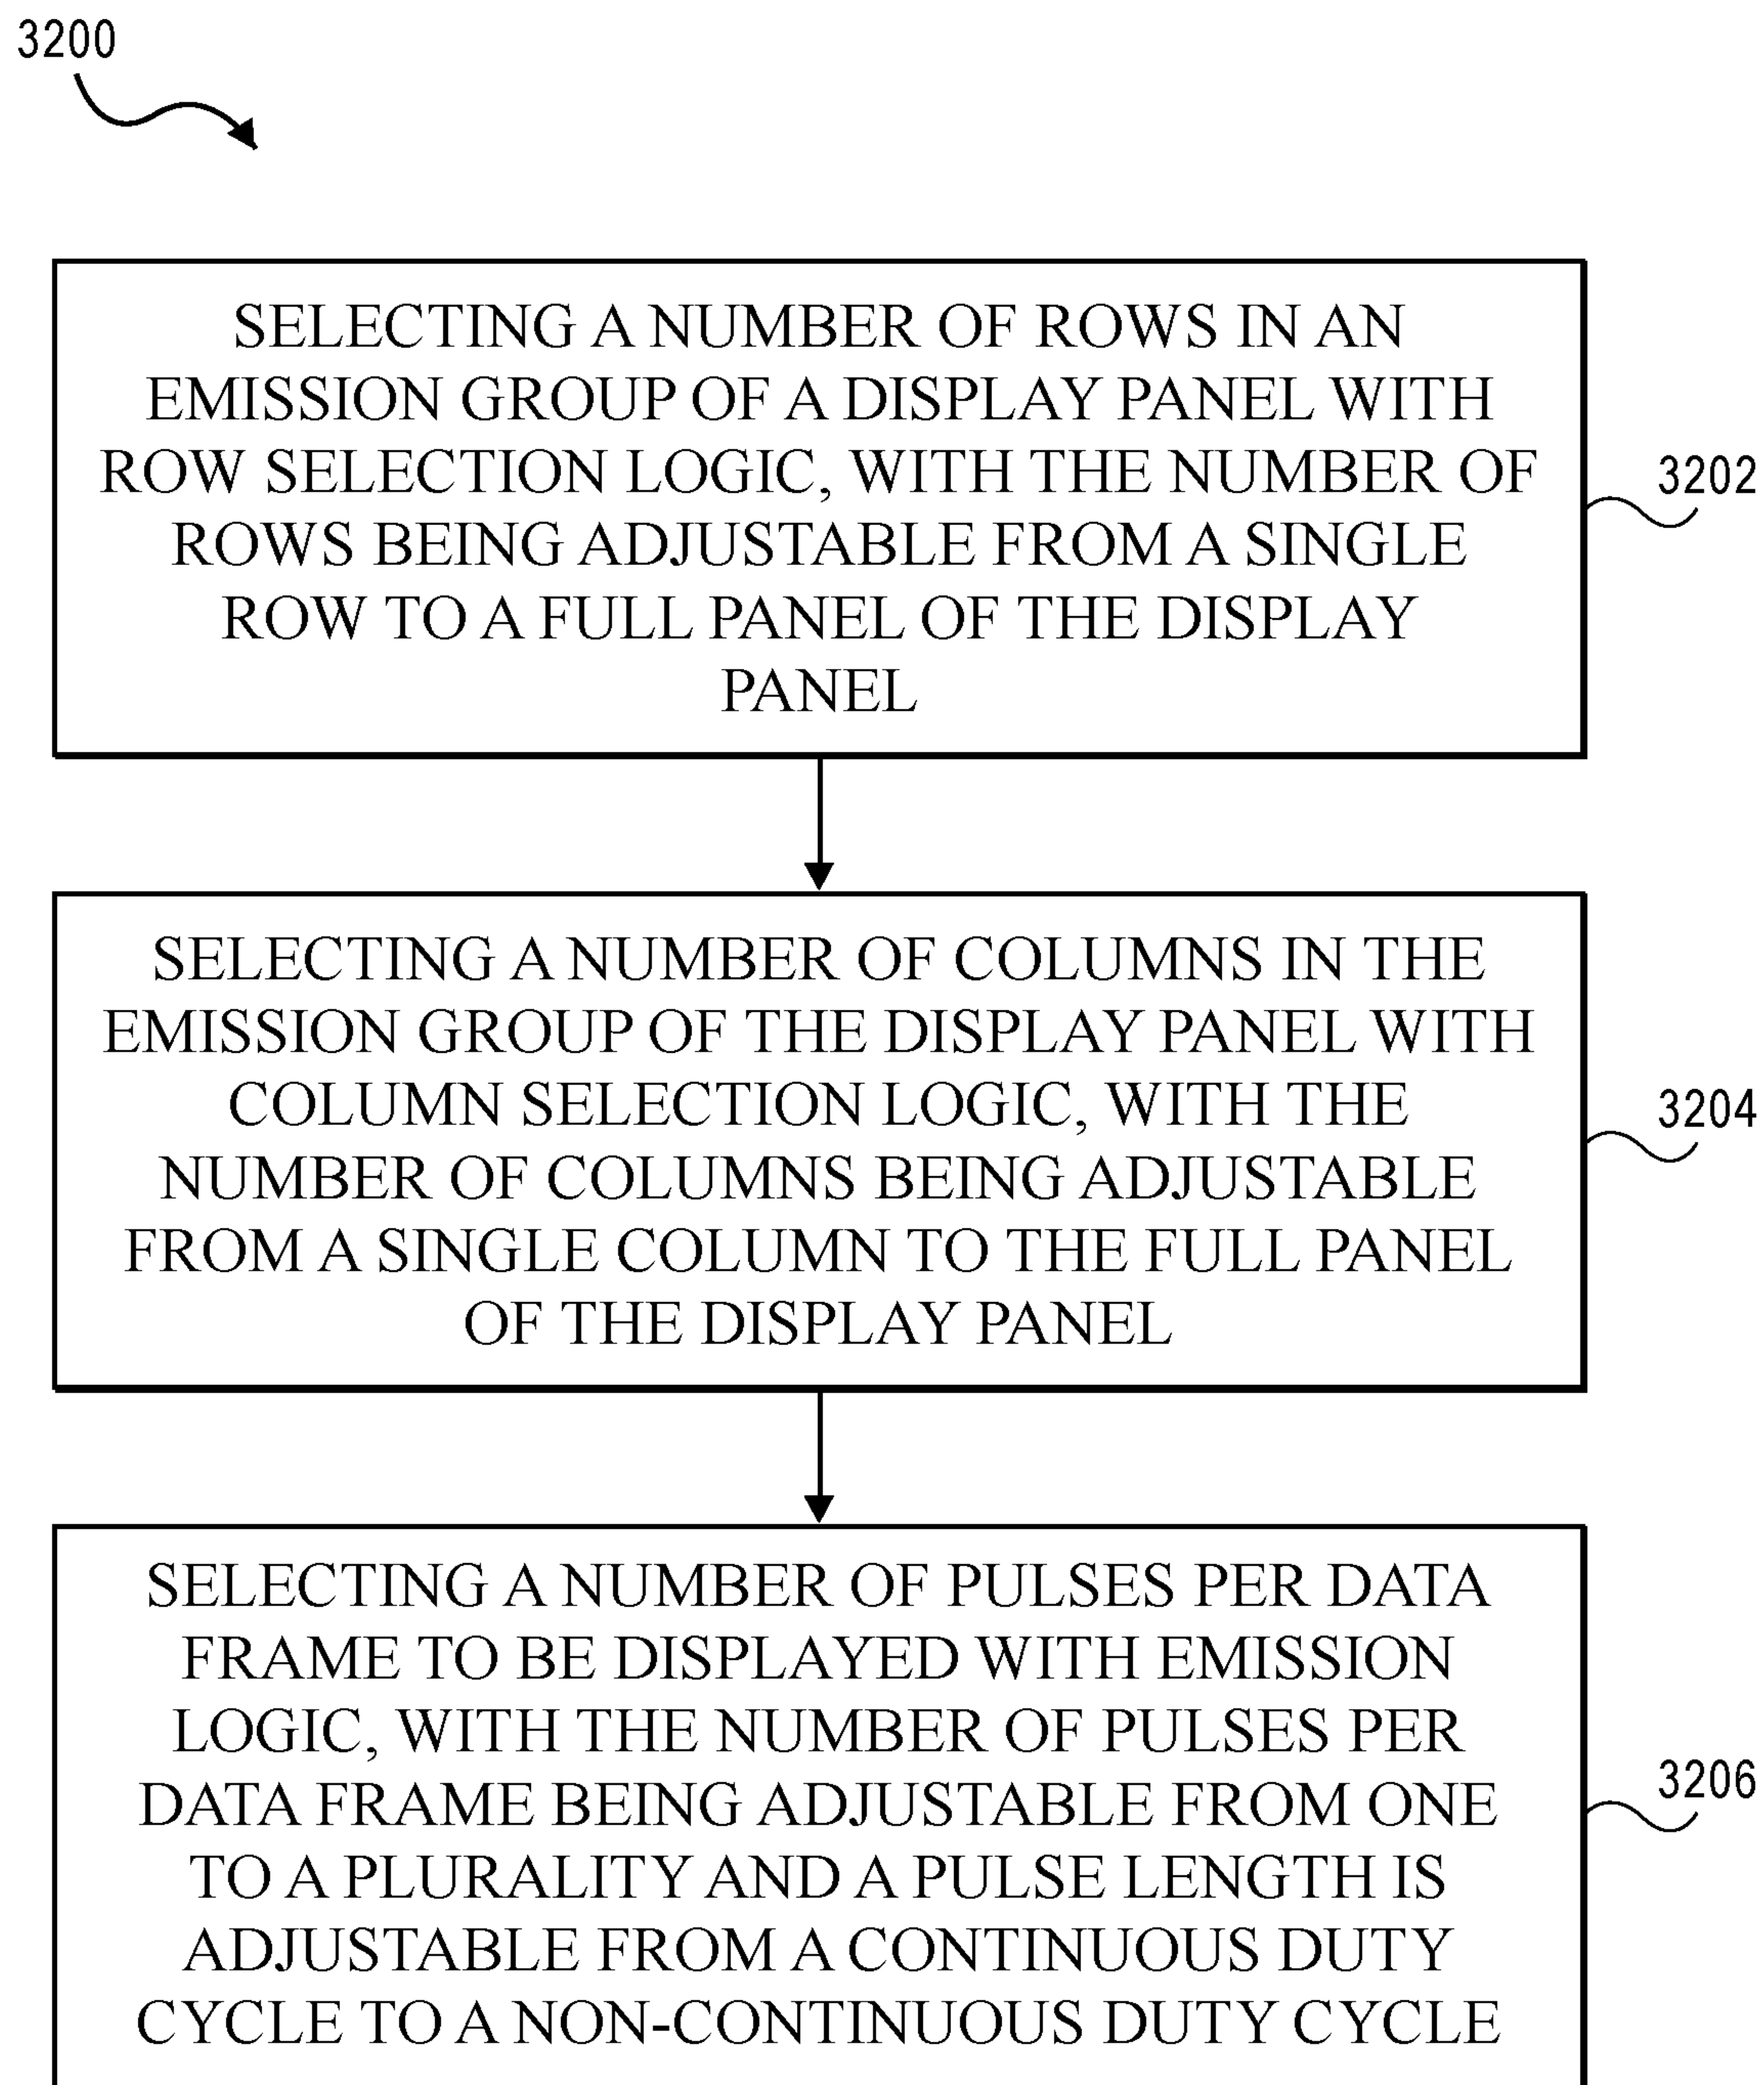 3200
SELECTING A NUMBER OF ROWS IN AN
EMISSION GROUP OF A DISPLAY PANEL WITH
ROW SELECTION LOGIC, WITH THE NUMBER OF
ROWS BEING ADJUSTABLE FROM A SINGLE
ROW TO A FULL PANEL OF THE DISPLAY
PANEL
3202
SELECTING A NUMBER OF COLUMNS IN THE
EMISSION GROUP OF THE DISPLAY PANEL WITH
COLUMN SELECTION LOGIC, WITH THE
NUMBER OF COLUMNS BEING ADJUSTABLE
FROM A SINGLE COLUMN TO THE FULL PANEL
OF THE DISPLAY PANEL
3204
SELECTING A NUMBER OF PULSES PER DATA
FRAME TO BE DISPLAYED WITH EMISSION
LOGIC, WITH THE NUMBER OF PULSES PER
DATA FRAME BEING ADJUSTABLE FROM ONE
TO A PLURALITY AND A PULSE LENGTH IS
ADJUSTABLE FROM A CONTINUOUS DUTY
CYCLE TO A NON-CONTINUOUS DUTY CYCLE
3206